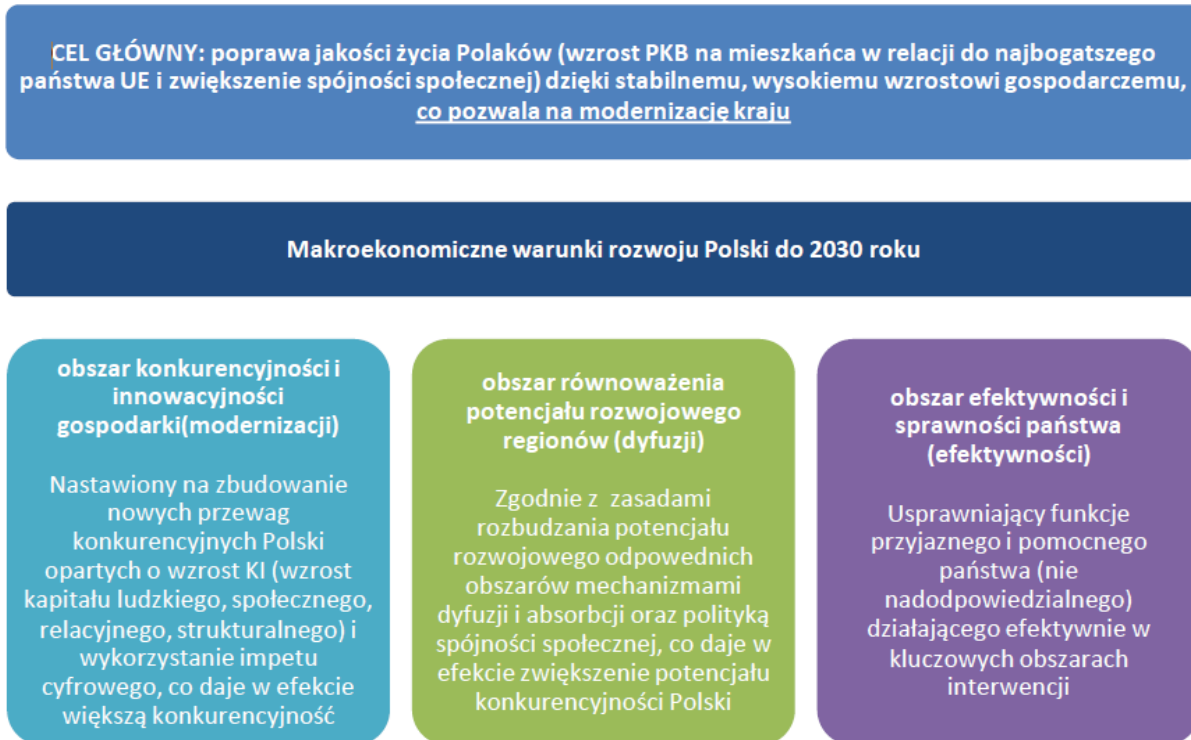 CEL GŁÓWNY: poprawa jakości życia Polaków (wzrost PKB na mieszkańca w relacji do najbogatszego
państwa UE i zwiększenie spójności społecznej) dzięki stabilnemu, wysokiemu wzrostowi gospodarczemu,
co pozwala na modernizację kraju
Makroekonomiczne warunki rozwoju Polski do 2030 roku
obszar konkurencyjności i
innowacyjności
gospodarki(modernizacji)
Nastawiony na zbudowanie
nowych przewag
konkurencyjnych Polski
opartych o wzrost KI (wzrost
kapitału ludzkiego, społecznego,
relacyjnego, strukturalnego) i
wykorzystanie impetu
cyfrowego, co daje w efekcie
większą konkurencyjność
obszar równoważenia
potencjału rozwojowego
regionów (dyfuzji)
Zgodnie z zasadami
rozbudzania potencjału
rozwojowego odpowednich
obszarów mechanizmami
dyfuzji i absorbcji oraz polityką
spójności społecznej, co daje w
efekcie zwiększenie potencjału
konkurencyjności Polski
obszar efektywności i
sprawności państwa
(efektywności)
Usprawniający funkcje
przyjaznego i pomocnego
państwa (nie
nadodpowiedzialnego)
działającego efektywnie w
kluczowych obszarach
interwencji